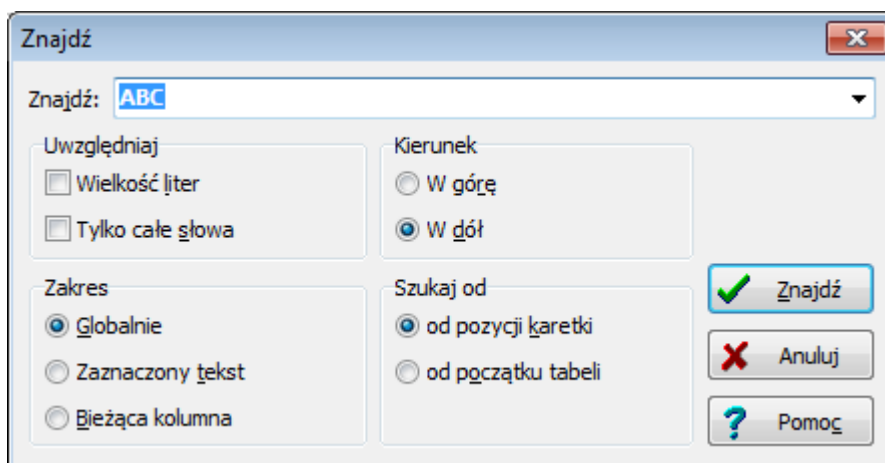 Znajdź
Znajdź: ABC
Uwzględniaj
Wielkość liter
Tylko całe słowa
Kierunek
W górę
W dół
Zakres
Globalnie
Zaznaczony tekst
Bieżąca kolumna
Szukaj od
od pozycji karetki
od początku tabeli
Znajdź
Anuluj
Pomoc